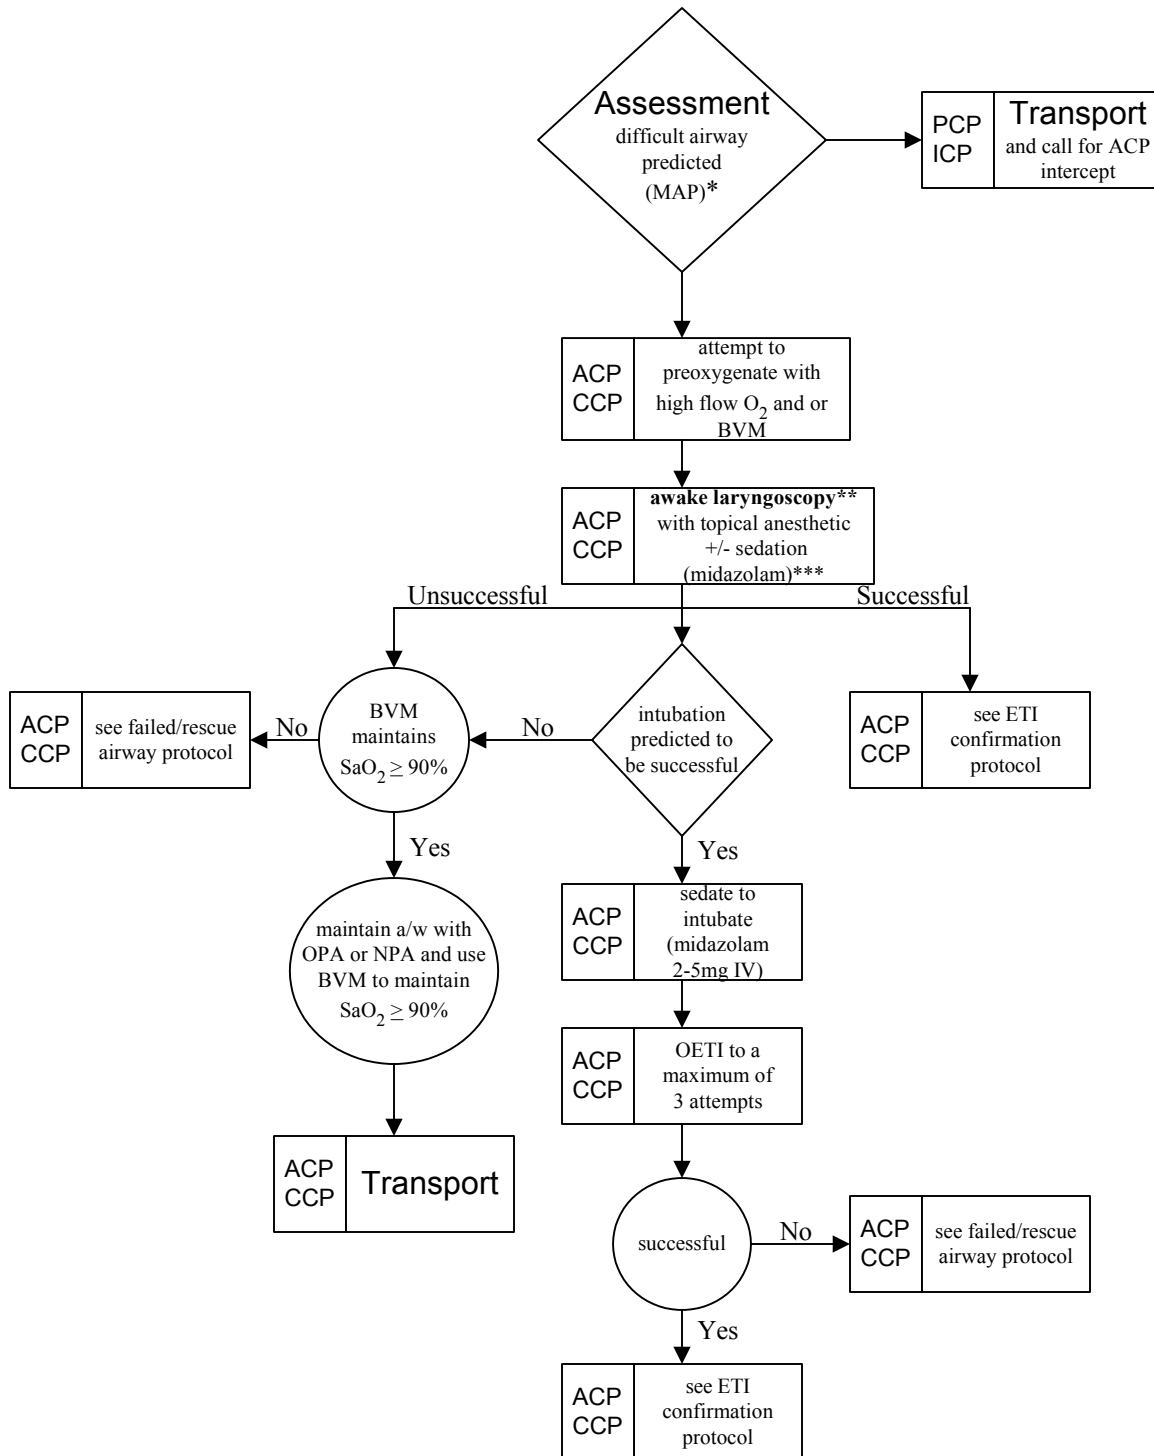 Assessment
difficult airway
predicted
(MAP)*
PCP
ICP
Transport
and call for ACP
intercept
ACP
CCP
attempt to
preoxygenate with
high flow O2 and or
BVM
ACP
CCP
awake laryngoscopy**
with topical anesthetic
+/- sedation
(midazolam)***
Unsuccessful
Successful
ACP
CCP
see failed/rescue
airway protocol
No
BVM
maintains
SaO2 ≥ 90%
No
intubation
predicted to
be successful
ACP
CCP
see ETI
confirmation
protocol
Yes
Yes
maintain a/w with
OPA or NPA and use
BVM to maintain
SaO2 ≥ 90%
ACP
CCP
sedate to
intubate
(midazolam
2-5mg IV)
ACP
CCP
OETI to a
maximum of
3 attempts
ACP
CCP
Transport
successful
No
ACP
CCP
see failed/rescue
airway protocol
Yes
ACP
CCP
see ETI
confirmation
protocol